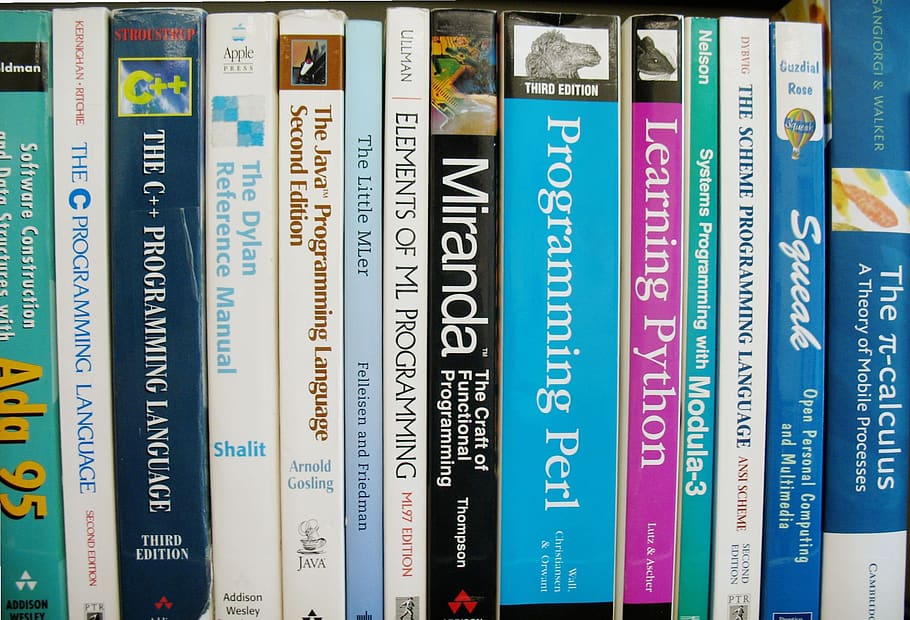 ldman
Software Construction
and Data Structures with
Ada 95
ADDISON
WESLEY
KERNIGHAN · RITCHIE
THE C PROGRAMMING LANGUAGE
SECOND EDITION
PTR
STROUSTRUP
C++
THE C++ PROGRAMMING LANGUAGE
THIRD
EDITION
Apple
PRESS
The Dylan
Reference Manual
Shalit
Addison
Wesley
The Java™ Programming Language
Second Edition
Arnold
Gosling
JAVA
The Little MLer
Felleisen and Friedman
ULLMAN
ELEMENTS OF ML PROGRAMMING
ML97 EDITION
Miranda™
The Craft of
Functional
Programming
Thompson
THIRD EDITION
Programming Perl
Wall,
Christiansen
& Orwant
Learning Python
Lutz & Ascher
Nelson
Systems Programming with Modula-3
DYBVIG
THE SCHEME PROGRAMMING LANGUAGE
ANSI SCHEME
SECOND
EDITION
PTR
Guzdial
Rose
Squeak
Squeak
Open Personal Computing
and Multimedia
Prentice
SANGIORGI & WALKER
The π-calculus
A Theory of Mobile Processes
CAMBRIDG